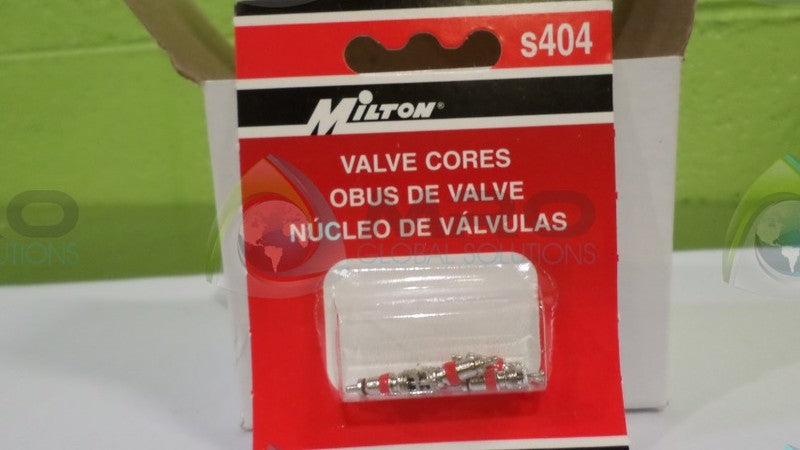 s404
MILTON®
VALVE CORES
OBUS DE VALVE
NÚCLEO DE VÁLVULAS
GLOBAL SOLUTIONS